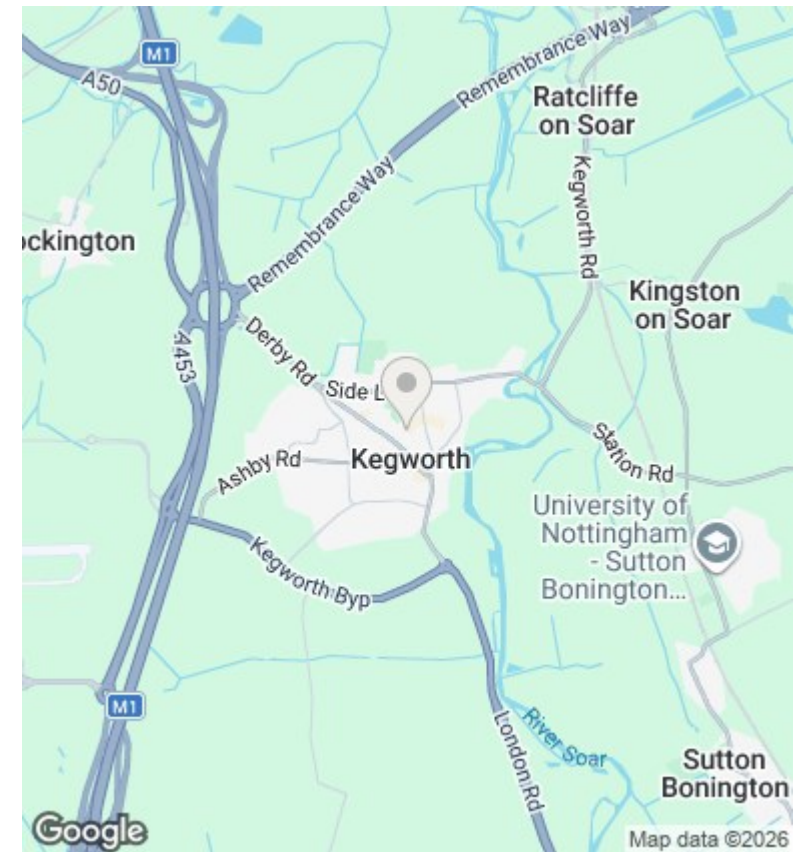 M1
A50
Remembrance Way
Ratcliffe
on Soar
Kegworth Rd
ockington
Remembrance Way
Kingston
on Soar
A453
Derby Rd
Side L
Ashby Rd
Kegworth
Station Rd
University of
Nottingham
- Sutton
Bonington...
Kegworth Byp
M1
London Rd
River Soar
Sutton
Bonington
Google
Map data ©2026